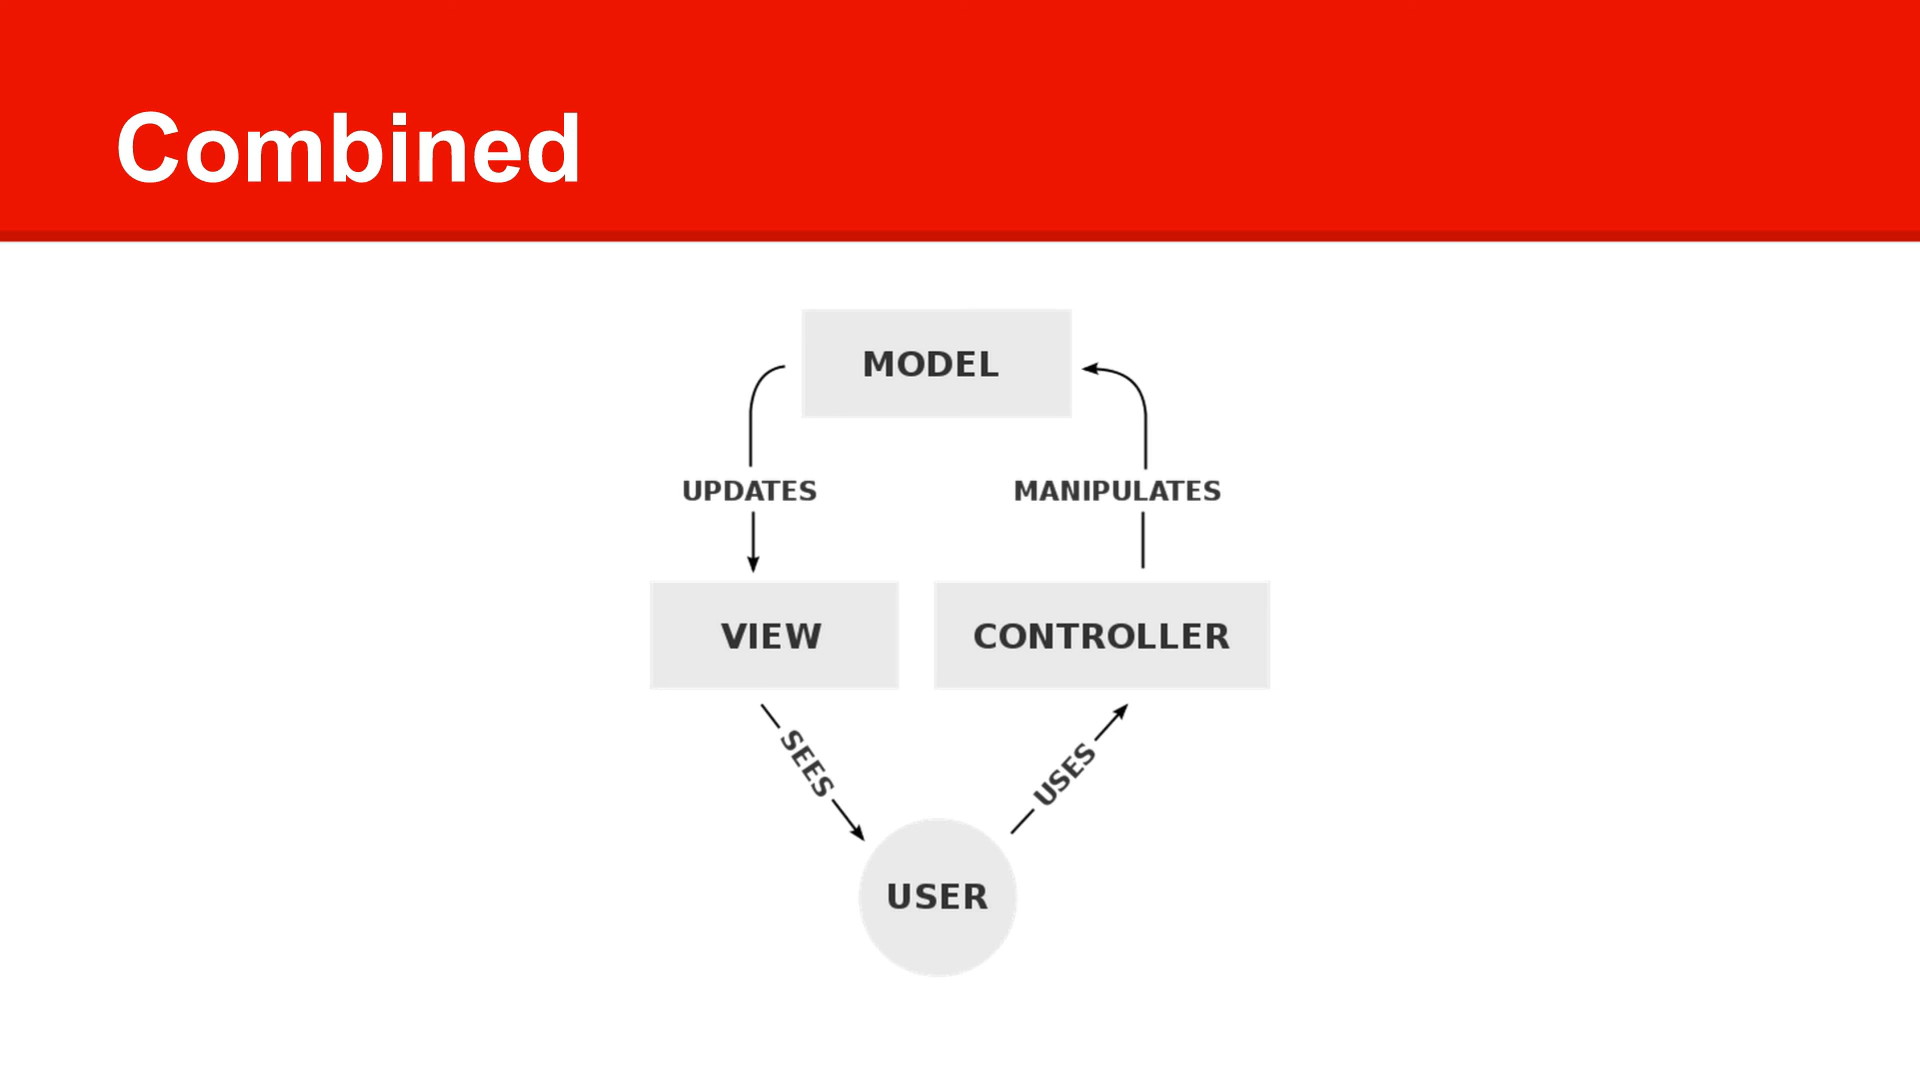 Combined
MODEL
UPDATES
MANIPULATES
VIEW
CONTROLLER
SEES
USES
USER